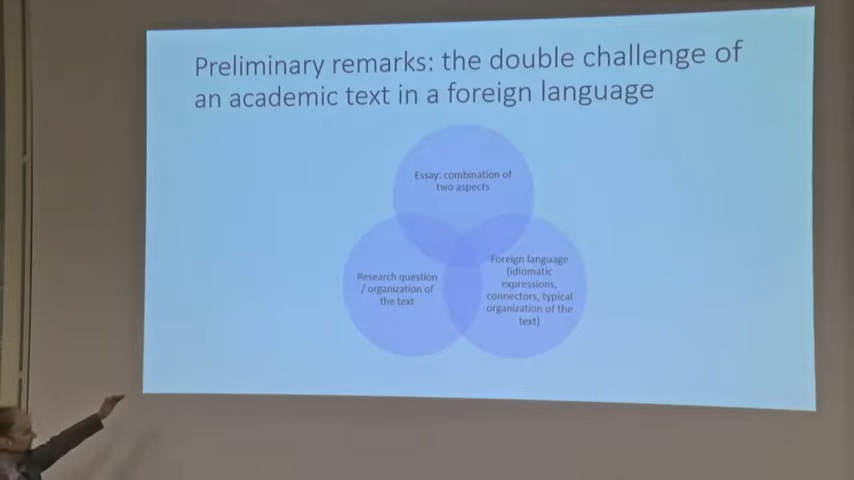 Preliminary remarks: the double challenge of
an academic text in a foreign language
Essay: combination of
two aspects
Research question
/ organization of
the text
Foreign language
(idiomatic
expressions,
connectors, typical
organization of the
text)